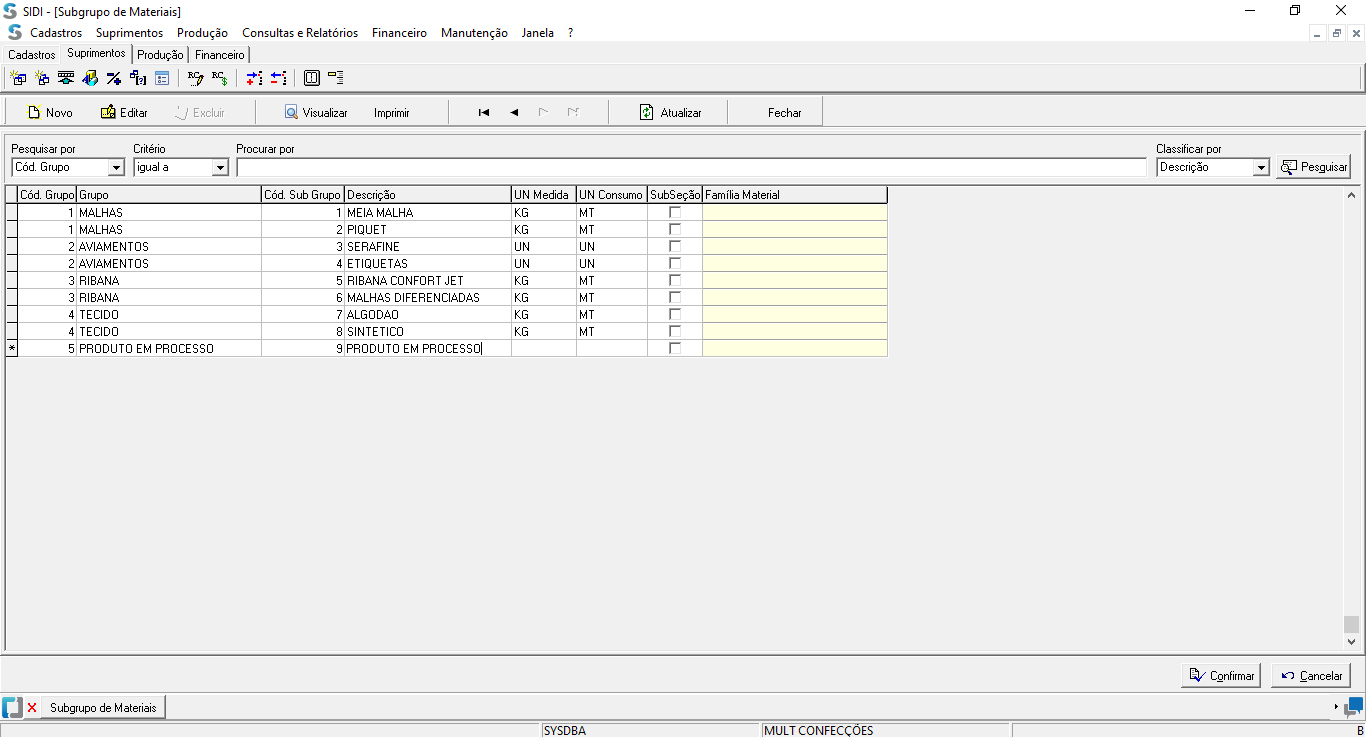 SIDI - [Subgrupo de Materiais]
Cadastros Suprimentos Produção Consultas e Relatórios Financeiro Manutenção Janela ?
Cadastros Suprimentos Produção Financeiro
Novo Editar Excluir Visualizar Imprimir Atualizar Fechar
Pesquisar por Critério Procurar por Classificar por
Cód. Grupo igual a Descrição Pesquisar
Cód. Grupo Grupo Cód. Sub Grupo Descrição UN Medida UN Consumo SubSeção Família Material
1 MALHAS 1 MEIA MALHA KG MT
1 MALHAS 2 PIQUET KG MT
2 AVIAMENTOS 3 SERAFINE UN UN
2 AVIAMENTOS 4 ETIQUETAS UN UN
3 RIBANA 5 RIBANA CONFORT JET KG MT
3 RIBANA 6 MALHAS DIFERENCIADAS KG MT
4 TECIDO 7 ALGODAO KG MT
4 TECIDO 8 SINTETICO KG MT
* 5 PRODUTO EM PROCESSO 9 PRODUTO EM PROCESSO
Confirmar Cancelar
Subgrupo de Materiais
SYSDBA MULT CONFECÇÕES B